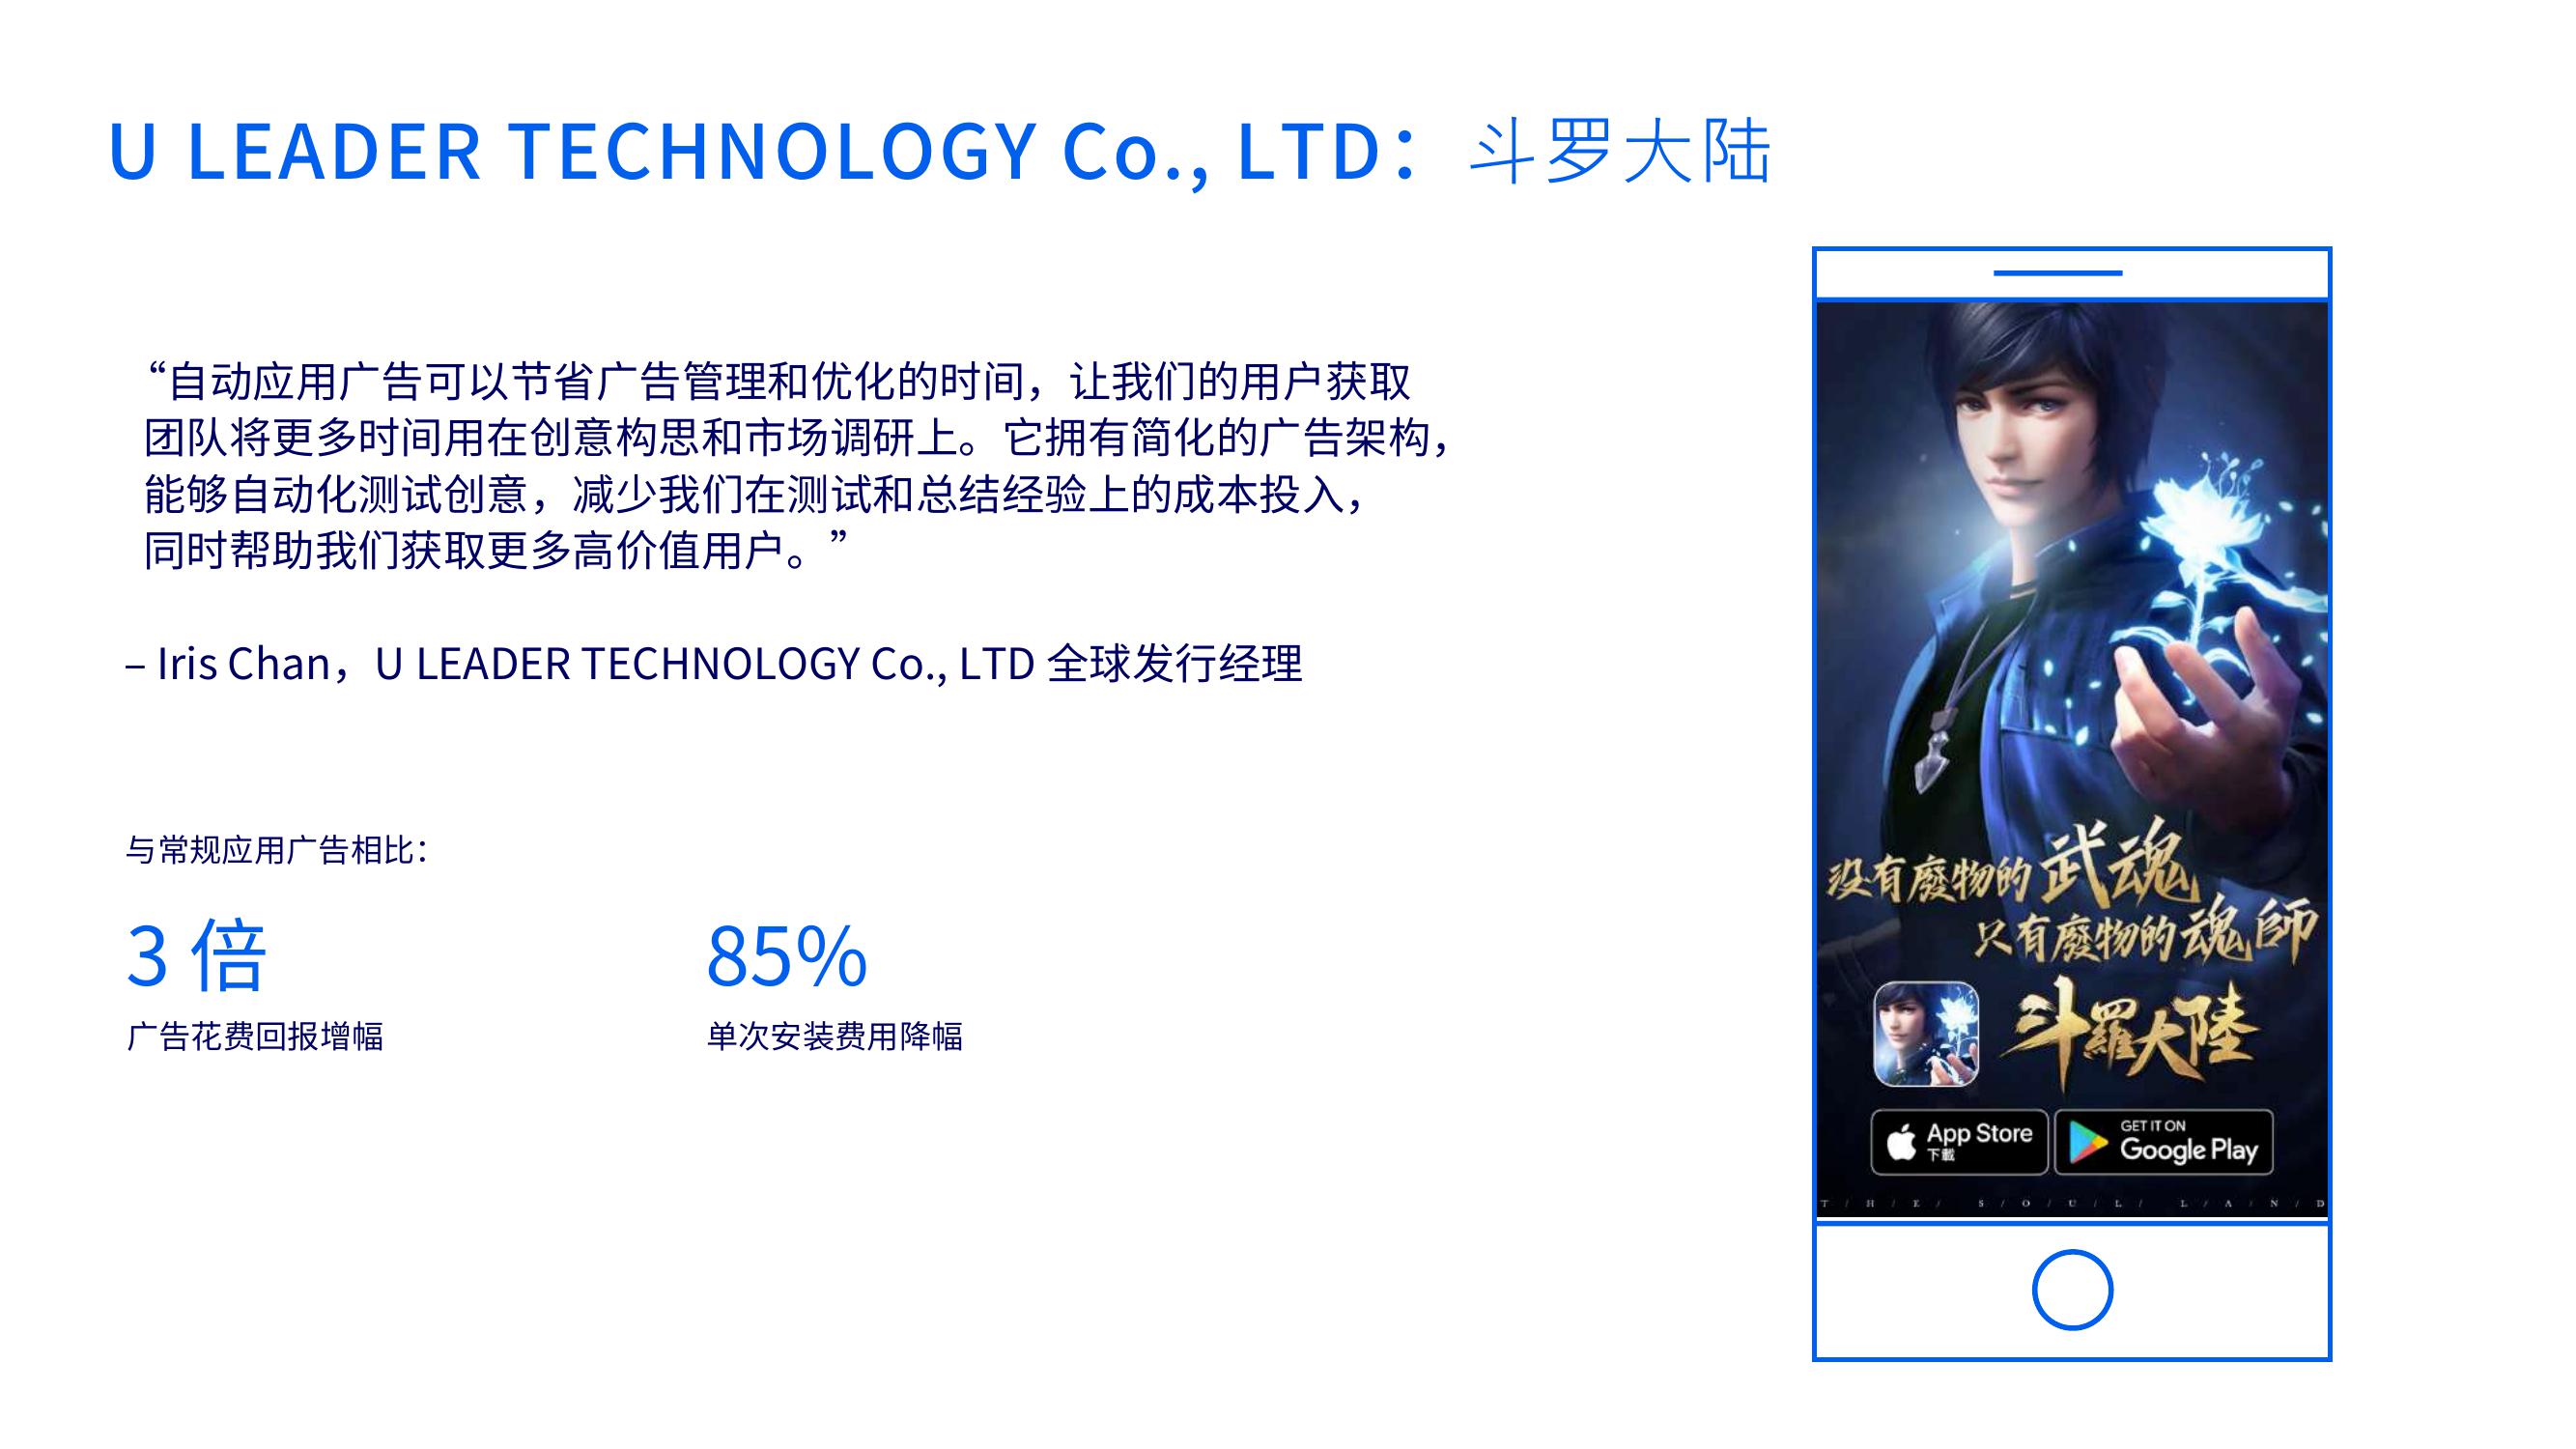 U LEADER TECHNOLOGY Co., LTD：斗罗大陆
“自动应用广告可以节省广告管理和优化的时间，让我们的用户获取
团队将更多时间用在创意构思和市场调研上。它拥有简化的广告架构，
能够自动化测试创意，减少我们在测试和总结经验上的成本投入，
同时帮助我们获取更多高价值用户。”
– Iris Chan，U LEADER TECHNOLOGY Co., LTD 全球发行经理
与常规应用广告相比：
3 倍
广告花费回报增幅
85%
单次安装费用降幅
没有廢物的武魂
只有廢物的魂師
斗羅大陸
App Store
下載
GET IT ON
Google Play
T / H / E / S / O / U / L / L / A / N / D